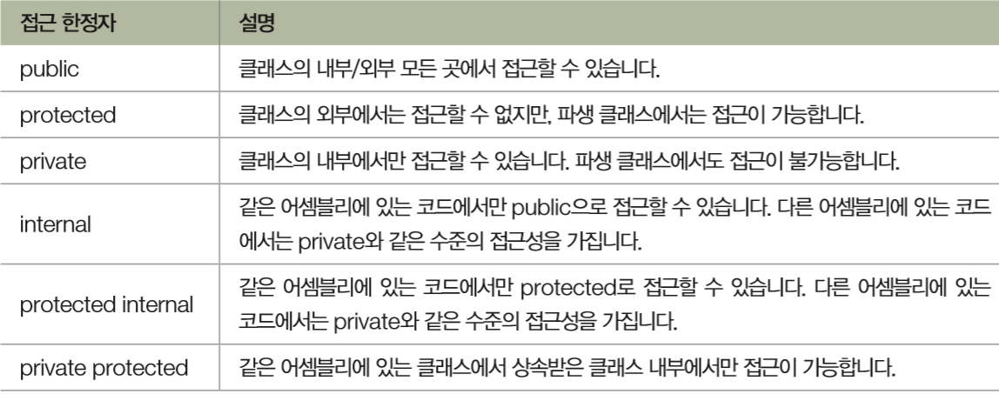 접근 한정자 설명
public 클래스의 내부/외부 모든 곳에서 접근할 수 있습니다.
protected 클래스의 외부에서는 접근할 수 없지만, 파생 클래스에서는 접근이 가능합니다.
private 클래스의 내부에서만 접근할 수 있습니다. 파생 클래스에서도 접근이 불가능합니다.
internal 같은 어셈블리에 있는 코드에서만 public으로 접근할 수 있습니다. 다른 어셈블리에 있는 코드
에서는 private와 같은 수준의 접근성을 가집니다.
protected internal 같은 어셈블리에 있는 코드에서만 protected로 접근할 수 있습니다. 다른 어셈블리에 있는
코드에서는 private와 같은 수준의 접근성을 가집니다.
private protected 같은 어셈블리에 있는 클래스에서 상속받은 클래스 내부에서만 접근이 가능합니다.